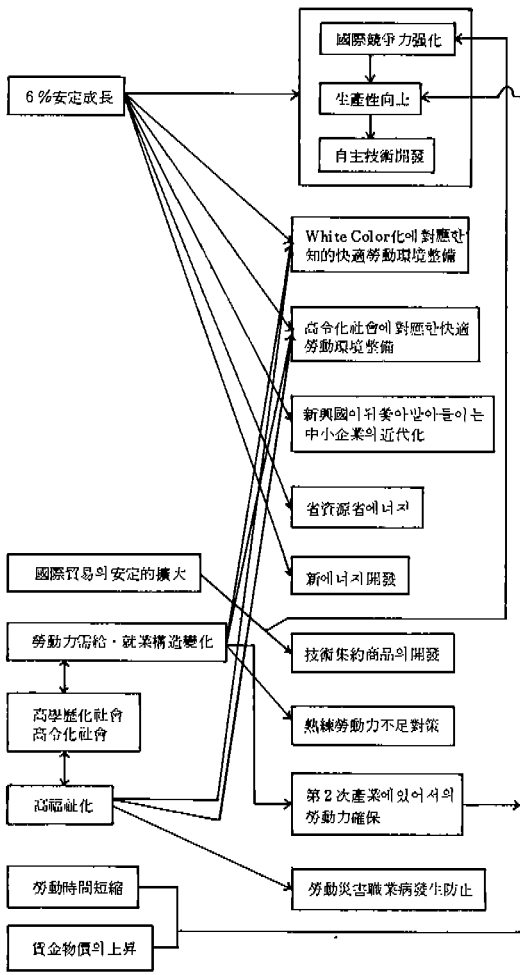 國際競爭力强化
6%安定成長
生產性向上
自主技術開發
White Color化에 對應한
知的快適勞動環境整備
高令化社會에 對應한 快適
勞動環境整備
新興國이 뒤쫓아받아들이는
中小企業의 近代化
省資源省에너지
國際貿易의 安定的擴大
新에너지 開發
勞動力需給・就業構造變化
技術集約商品의 開發
高學歷化社會
高令化社會
熟練勞動力不足對策
高福祉化
第2次產業에 있어서의
勞動力確保
勞動時間短縮
勞動災害職業病發生防止
賃金物價의 上昇